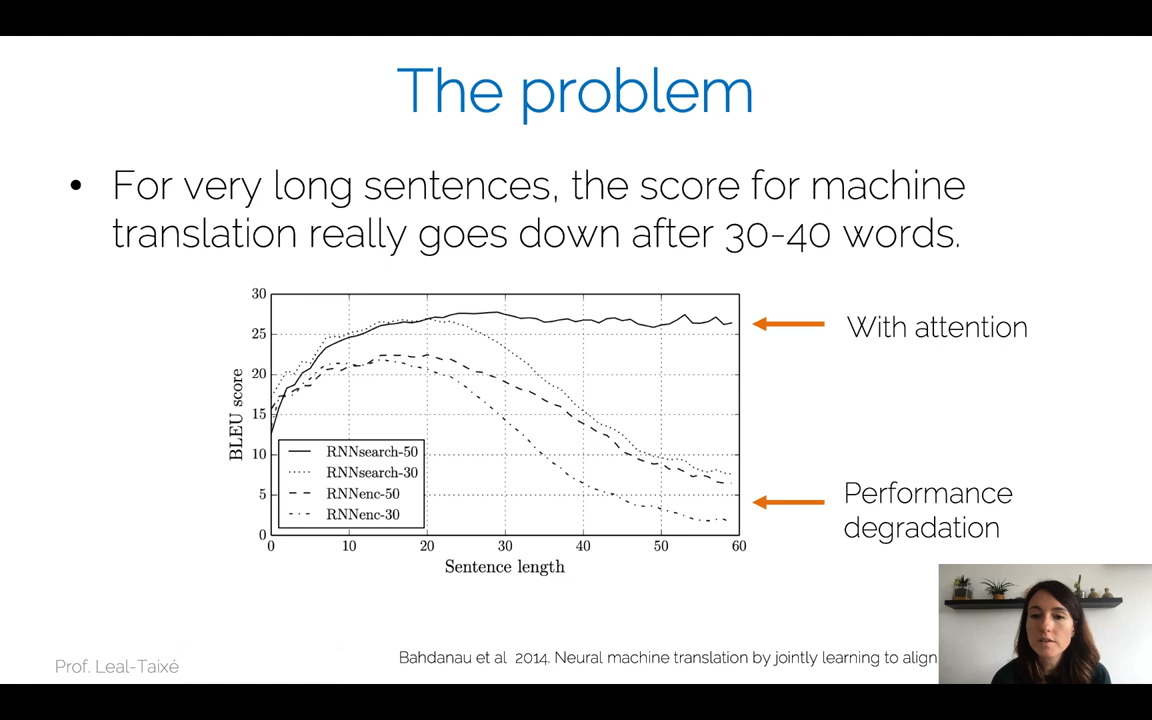 The problem
• For very long sentences, the score for machine
translation really goes down after 30-40 words.
30
25
20
15
10
5
0
BLEU score
RNNsearch-50
RNNsearch-30
RNNenc-50
RNNenc-30
0 10 20 30 40 50 60
Sentence length
With attention
Performance
degradation
Prof. Leal-Taixé
Bahdanau et al 2014. Neural machine translation by jointly learning to align